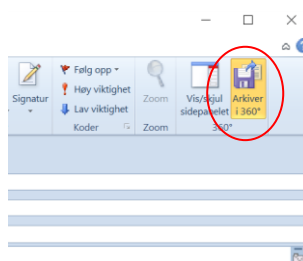 Signatur
Følg opp
Høy viktighet
Lav viktighet
Koder
Zoom
Zoom
Vis/skjul
sidepanelet
Arkiver
i 360°
360°